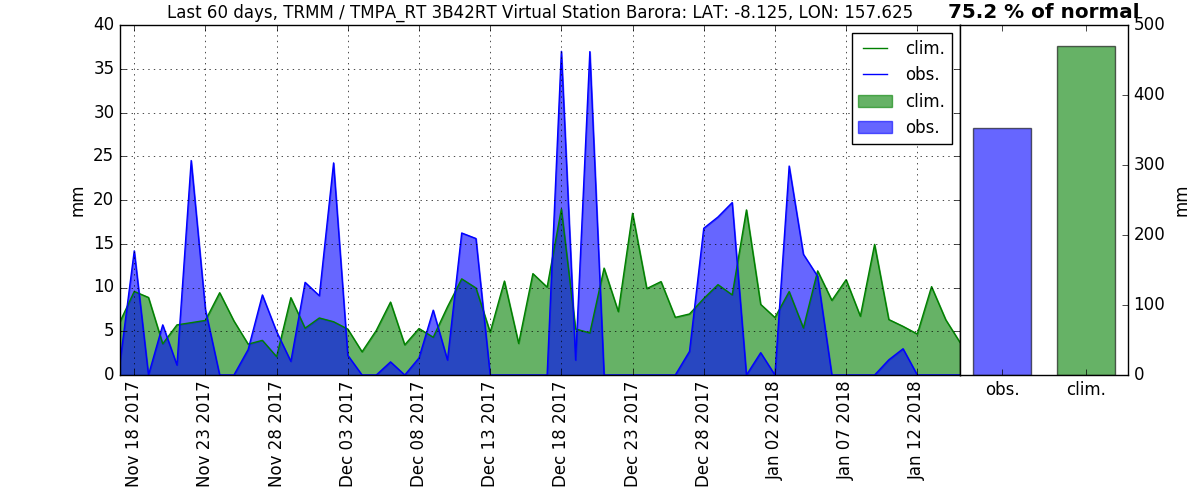 Last 60 days, TRMM / TMPA_RT 3B42RT Virtual Station Barora: LAT: -8.125, LON: 157.625
75.2 % of normal
40
35
30
25
20
15
10
5
0
mm
clim.
obs.
clim.
obs.
500
400
300
200
100
0
mm
obs.
clim.
Nov 18 2017
Nov 23 2017
Nov 28 2017
Dec 03 2017
Dec 08 2017
Dec 13 2017
Dec 18 2017
Dec 23 2017
Dec 28 2017
Jan 02 2018
Jan 07 2018
Jan 12 2018